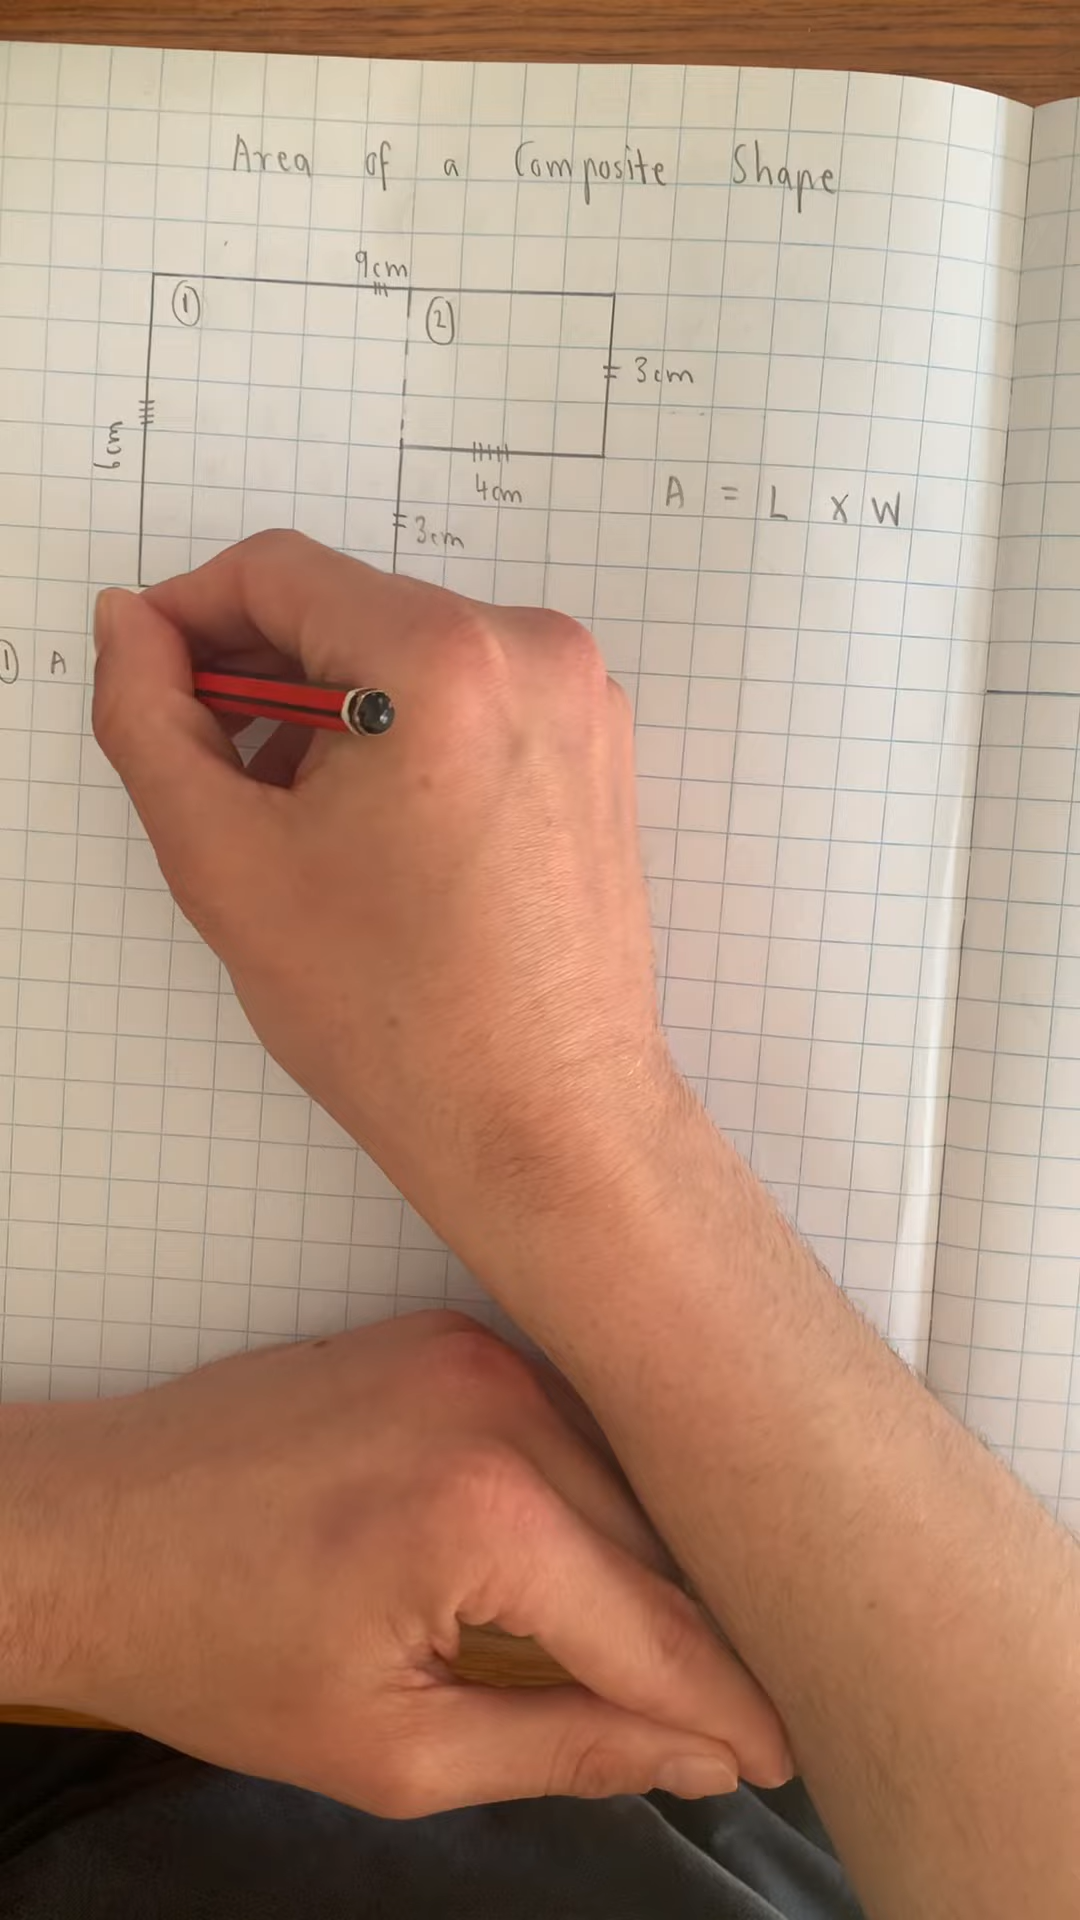 Area of a Composite Shape
9cm
① ②
3cm
6cm
4cm
A = L x W
3cm
① A